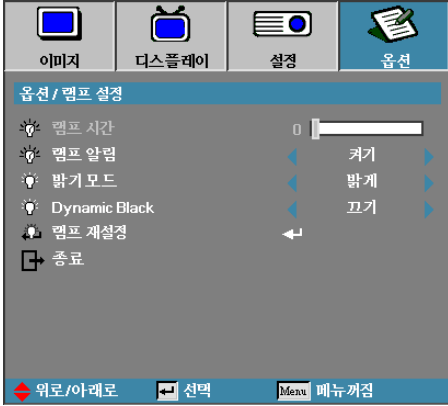 이미지 디스플레이 설정 옵션
옵션 / 램프 설정
램프 시간 0
램프 알림 켜기
밝기 모드 밝게
Dynamic Black 끄기
램프 재설정
종료
위로/아래로 선택 Menu 메뉴 꺼짐